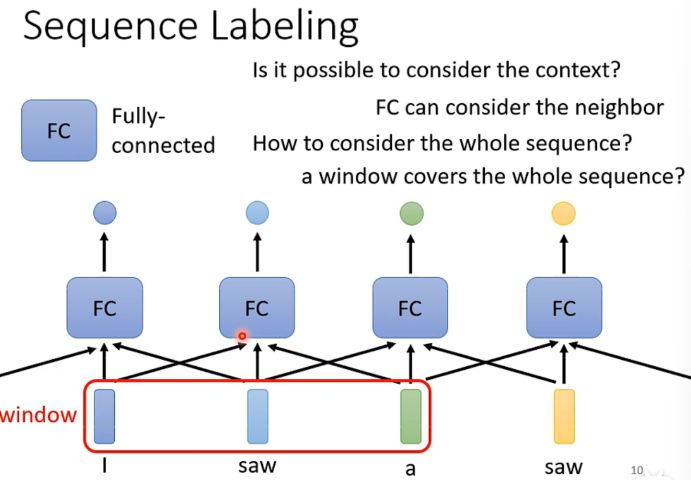 Sequence Labeling
Is it possible to consider the context?
FC can consider the neighbor
FC
Fully-
connected
How to consider the whole sequence?
a window covers the whole sequence?
FC FC FC FC
window
I saw a saw
10